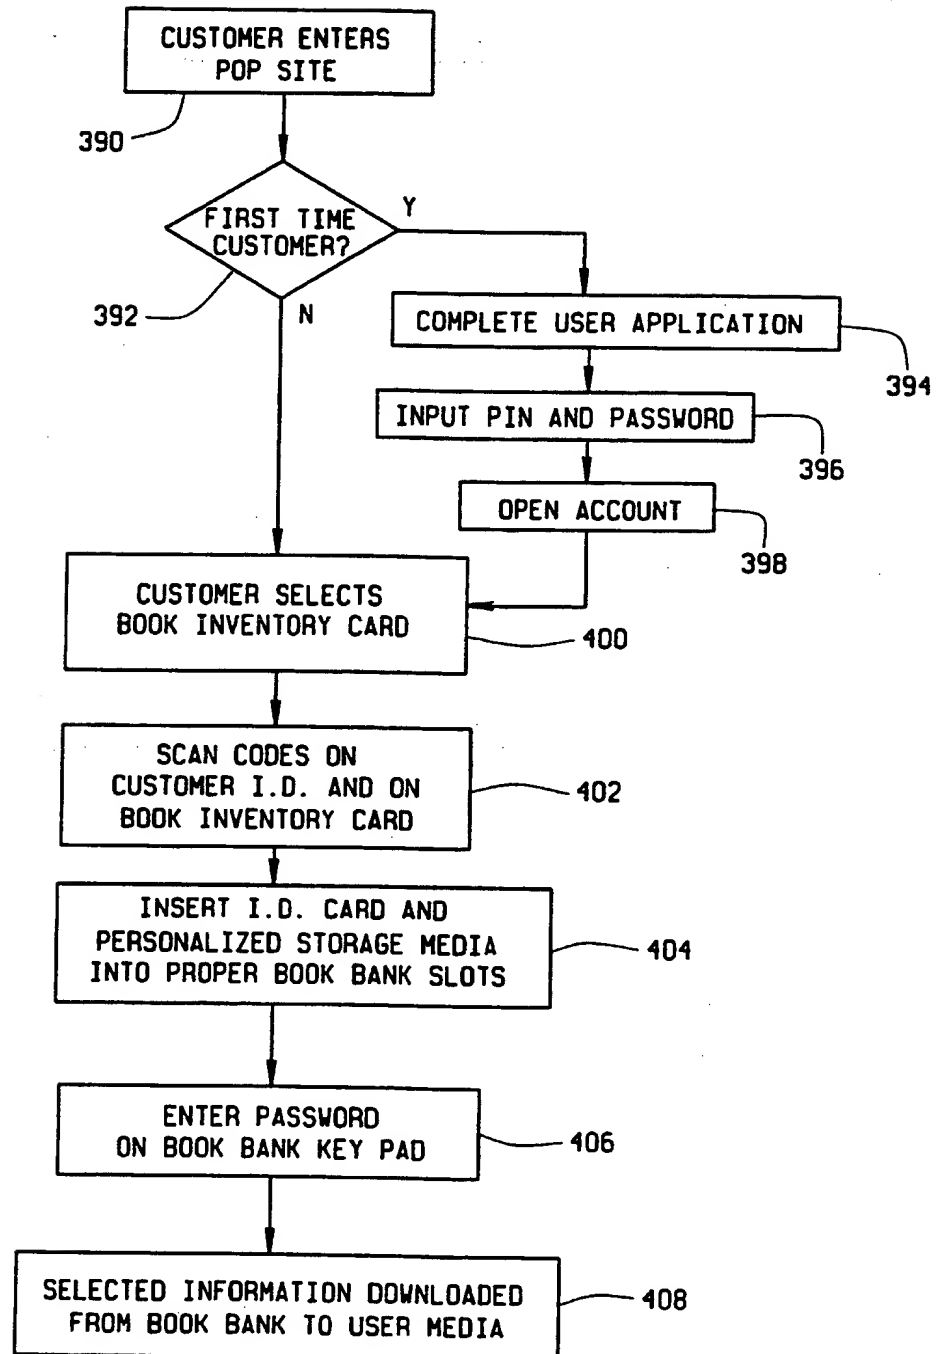 CUSTOMER ENTERS
POP SITE
390
FIRST TIME
CUSTOMER?
Y
392
N
COMPLETE USER APPLICATION
394
INPUT PIN AND PASSWORD
396
OPEN ACCOUNT
398
CUSTOMER SELECTS
BOOK INVENTORY CARD
400
SCAN CODES ON
CUSTOMER I.D. AND ON
BOOK INVENTORY CARD
402
INSERT I.D. CARD AND
PERSONALIZED STORAGE MEDIA
INTO PROPER BOOK BANK SLOTS
404
ENTER PASSWORD
ON BOOK BANK KEY PAD
406
SELECTED INFORMATION DOWNLOADED
FROM BOOK BANK TO USER MEDIA
408